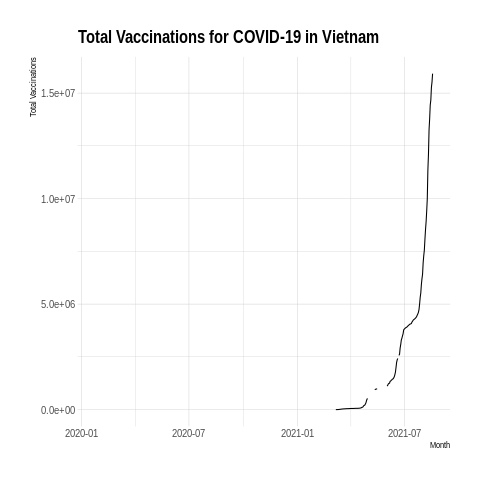 Total Vaccinations for COVID-19 in Vietnam
Total Vaccinations
1.5e+07
1.0e+07
5.0e+06
0.0e+00
2020-01
2020-07
2021-01
2021-07
Month